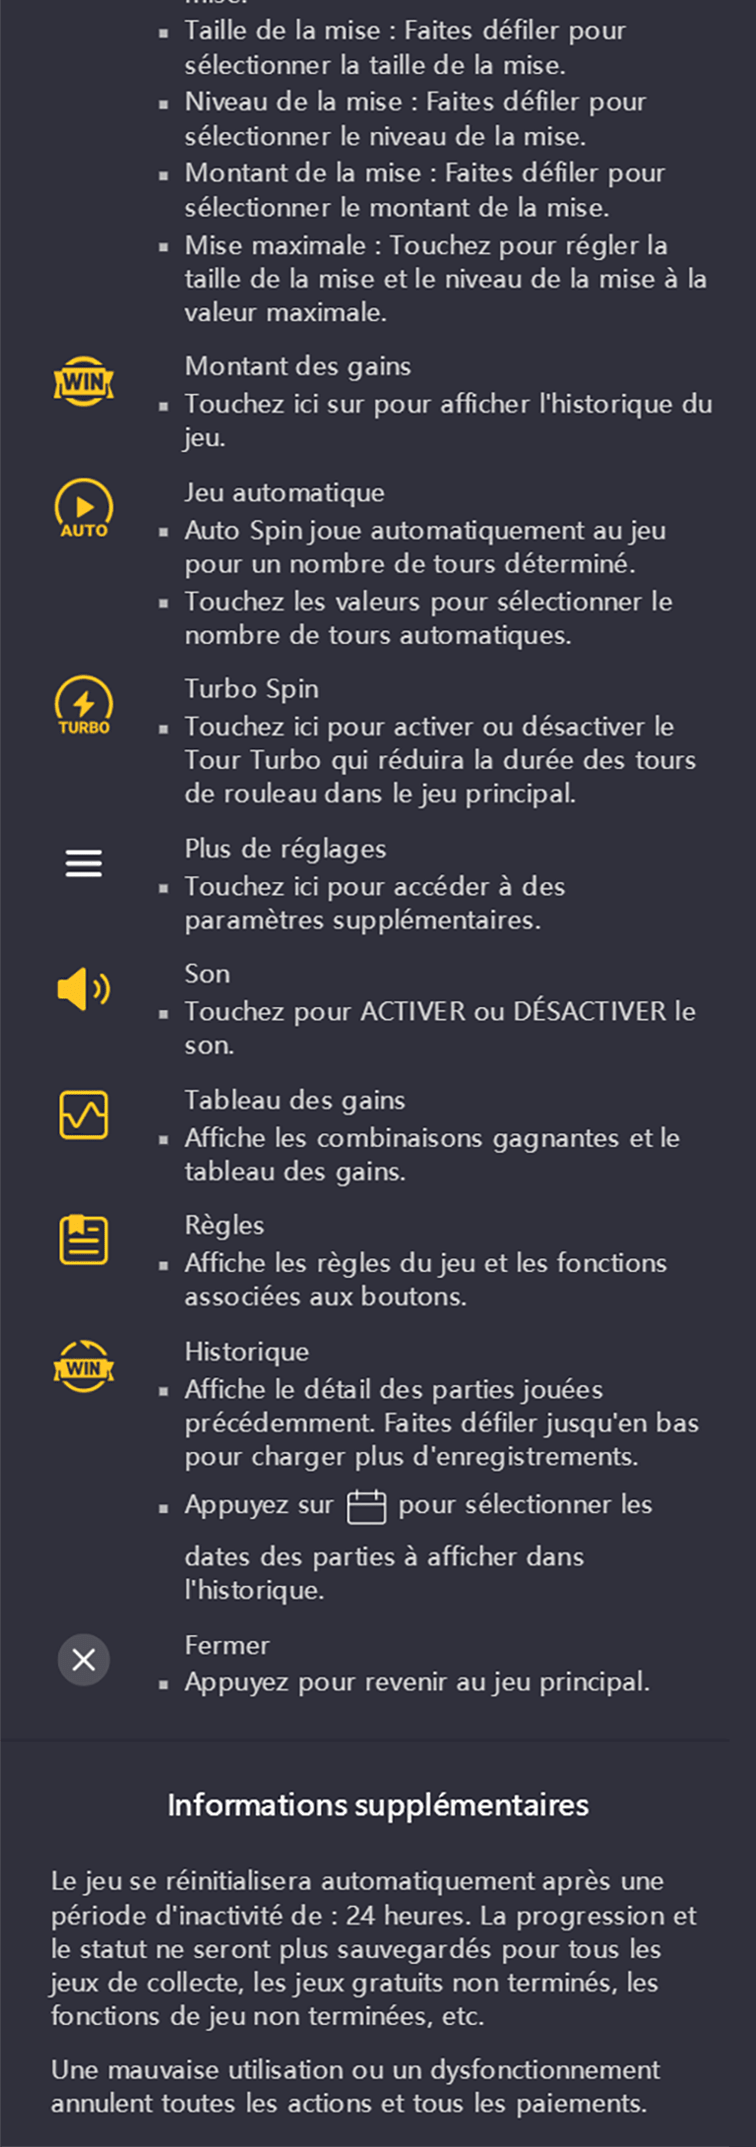 mise.
▪ Taille de la mise : Faites défiler pour
sélectionner la taille de la mise.
▪ Niveau de la mise : Faites défiler pour
sélectionner le niveau de la mise.
▪ Montant de la mise : Faites défiler pour
sélectionner le montant de la mise.
▪ Mise maximale : Touchez pour régler la
taille de la mise et le niveau de la mise à la
valeur maximale.
WIN
Montant des gains
▪ Touchez ici sur pour afficher l'historique du
jeu.
AUTO
Jeu automatique
▪ Auto Spin joue automatiquement au jeu
pour un nombre de tours déterminé.
▪ Touchez les valeurs pour sélectionner le
nombre de tours automatiques.
TURBO
Turbo Spin
▪ Touchez ici pour activer ou désactiver le
Tour Turbo qui réduira la durée des tours
de rouleau dans le jeu principal.
Plus de réglages
▪ Touchez ici pour accéder à des
paramètres supplémentaires.
Son
▪ Touchez pour ACTIVER ou DÉSACTIVER le
son.
Tableau des gains
▪ Affiche les combinaisons gagnantes et le
tableau des gains.
Règles
▪ Affiche les règles du jeu et les fonctions
associées aux boutons.
WIN
Historique
▪ Affiche le détail des parties jouées
précédemment. Faites défiler jusqu'en bas
pour charger plus d'enregistrements.
▪ Appuyez sur pour sélectionner les
dates des parties à afficher dans
l'historique.
Fermer
▪ Appuyez pour revenir au jeu principal.
Informations supplémentaires
Le jeu se réinitialisera automatiquement après une
période d'inactivité de : 24 heures. La progression et
le statut ne seront plus sauvegardés pour tous les
jeux de collecte, les jeux gratuits non terminés, les
fonctions de jeu non terminées, etc.
Une mauvaise utilisation ou un dysfonctionnement
annulent toutes les actions et tous les paiements.